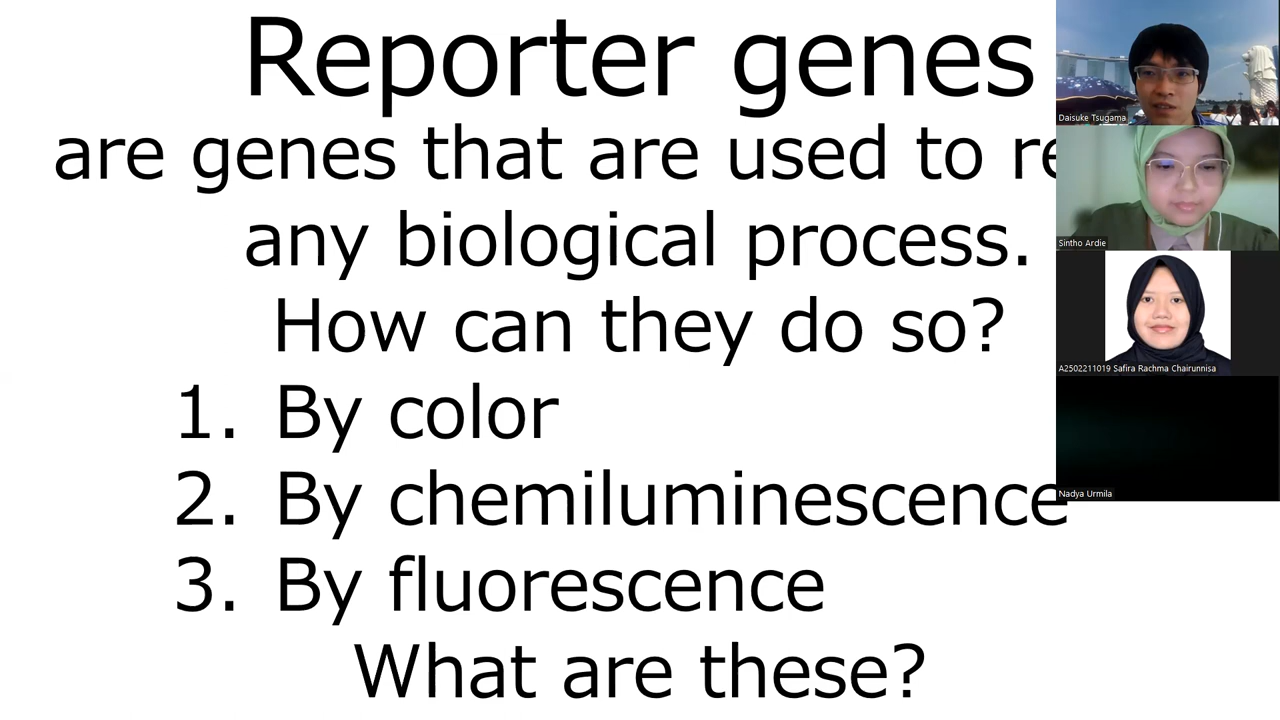 Reporter genes
are genes that are used to
any biological process.
How can they do so?
1. By color
2. By chemiluminescence
3. By fluorescence
What are these?
Daisuke Tsugama
Sintho Ardie
A2502211019 Safira Rachma Chairunnisa
Nadya Urmila